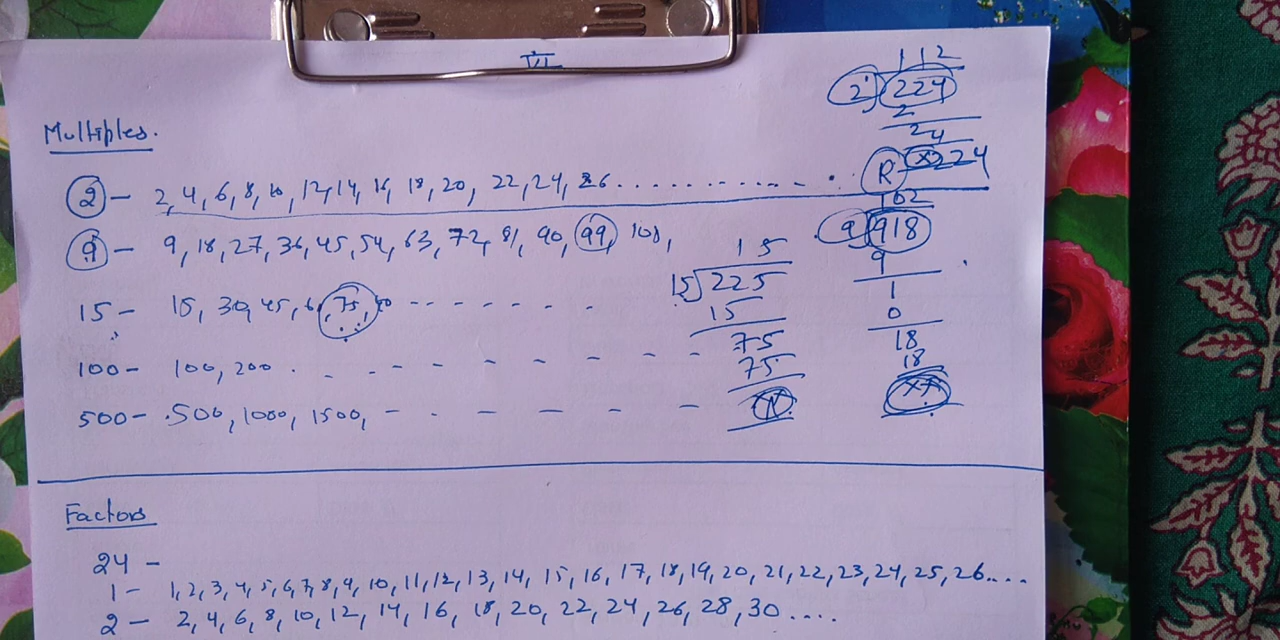 VI
Multiples.
2 - 2, 4, 6, 8, 10, 12, 14, 16, 18, 20, 22, 24, 26. . . . . . . . . . . . . .
9 - 9, 18, 27, 36, 45, 54, 63, 72, 81, 90, 99, 108,
15 - 15, 30, 45, 6 , 75, 90 - - - - - - -
100 - 100, 200 . - - - - - - - -
500 - .500, 1000, 1500, - - - - - -
112
2) 224
2
24
R 224
102
9) 918
9
1
0
18
18
15
15) 225
15
75
75
Factors
24 -
1 - 1, 2, 3, 4, 5, 6, 7, 8, 9, 10, 11, 12, 13, 14, 15, 16, 17, 18, 19, 20, 21, 22, 23, 24, 25, 26....
2 - 2, 4, 6, 8, 10, 12, 14, 16, 18, 20, 22, 24, 26, 28, 30 ....